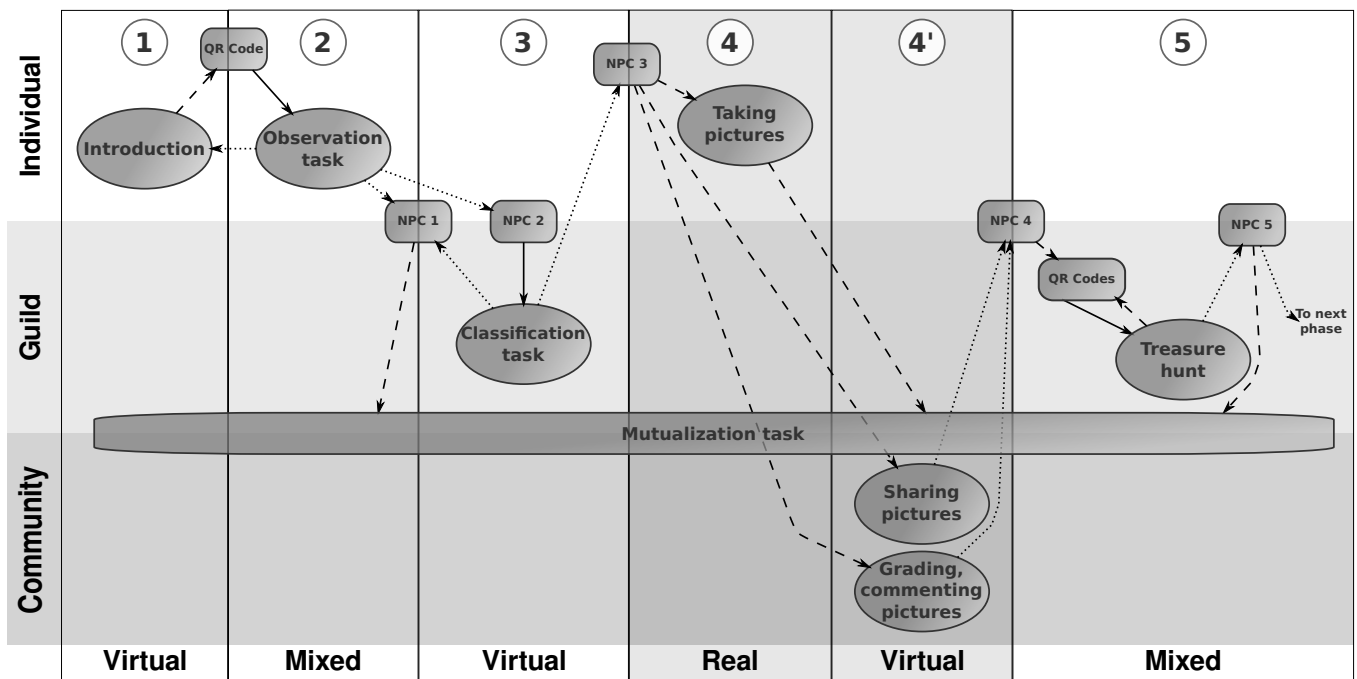 1
2
3
4
4'
5
QR Code
NPC 3
Individual
Introduction
Observation
task
Taking
pictures
NPC 1
NPC 2
NPC 4
NPC 5
Guild
QR Codes
Classification
task
To next
phase
Treasure
hunt
Mutualization task
Community
Sharing
pictures
Grading,
commenting
pictures
Virtual
Mixed
Virtual
Real
Virtual
Mixed